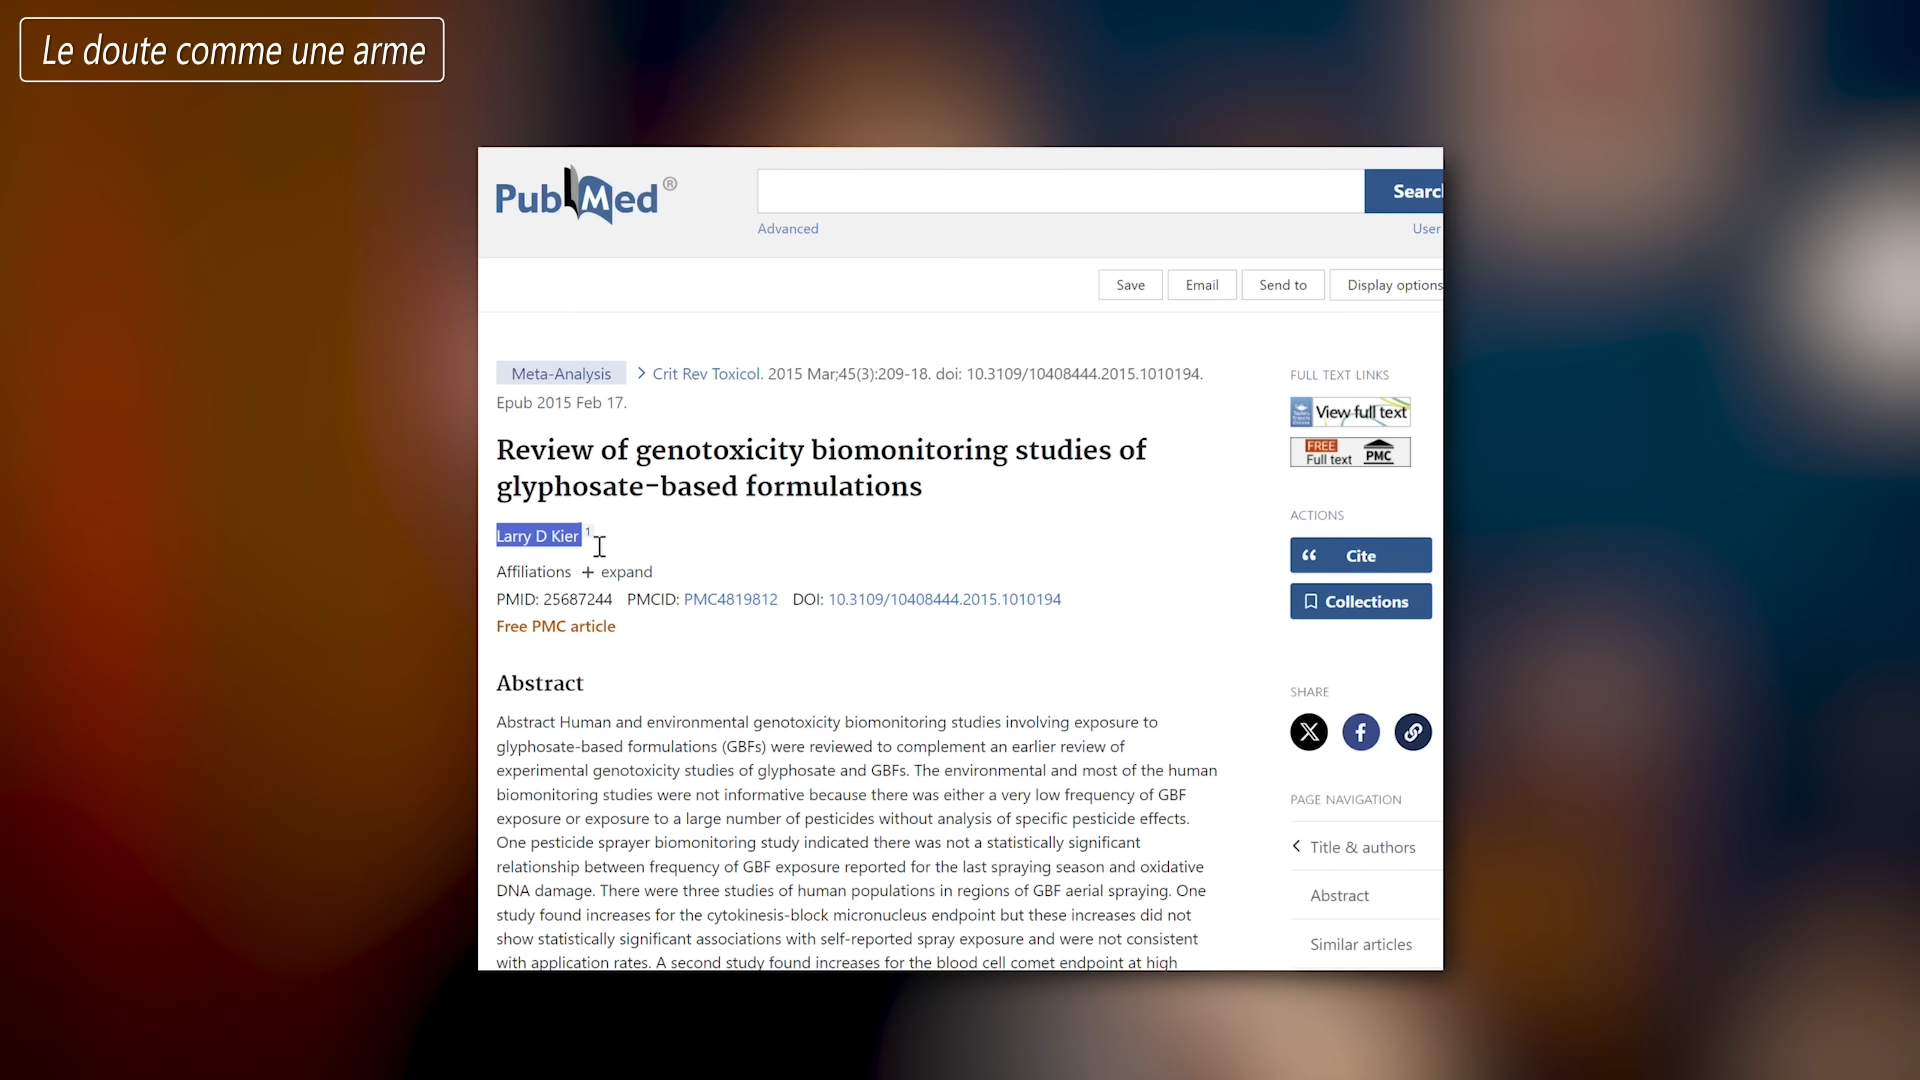 Le doute comme une arme
PubMed®
Search
Advanced
User
Save
Email
Send to
Display options
Meta-Analysis > Crit Rev Toxicol. 2015 Mar;45(3):209-18. doi: 10.3109/10408444.2015.1010194.
Epub 2015 Feb 17.
Review of genotoxicity biomonitoring studies of
glyphosate-based formulations
Larry D Kier 1
Affiliations + expand
PMID: 25687244 PMCID: PMC4819812 DOI: 10.3109/10408444.2015.1010194
Free PMC article
Abstract
Abstract Human and environmental genotoxicity biomonitoring studies involving exposure to
glyphosate-based formulations (GBFs) were reviewed to complement an earlier review of
experimental genotoxicity studies of glyphosate and GBFs. The environmental and most of the human
biomonitoring studies were not informative because there was either a very low frequency of GBF
exposure or exposure to a large number of pesticides without analysis of specific pesticide effects.
One pesticide sprayer biomonitoring study indicated there was not a statistically significant
relationship between frequency of GBF exposure reported for the last spraying season and oxidative
DNA damage. There were three studies of human populations in regions of GBF aerial spraying. One
study found increases for the cytokinesis-block micronucleus endpoint but these increases did not
show statistically significant associations with self-reported spray exposure and were not consistent
with application rates. A second study found increases for the blood cell comet endpoint at high
FULL TEXT LINKS
View full text
FREE
Full text PMC
ACTIONS
Cite
Collections
SHARE
PAGE NAVIGATION
Title & authors
Abstract
Similar articles